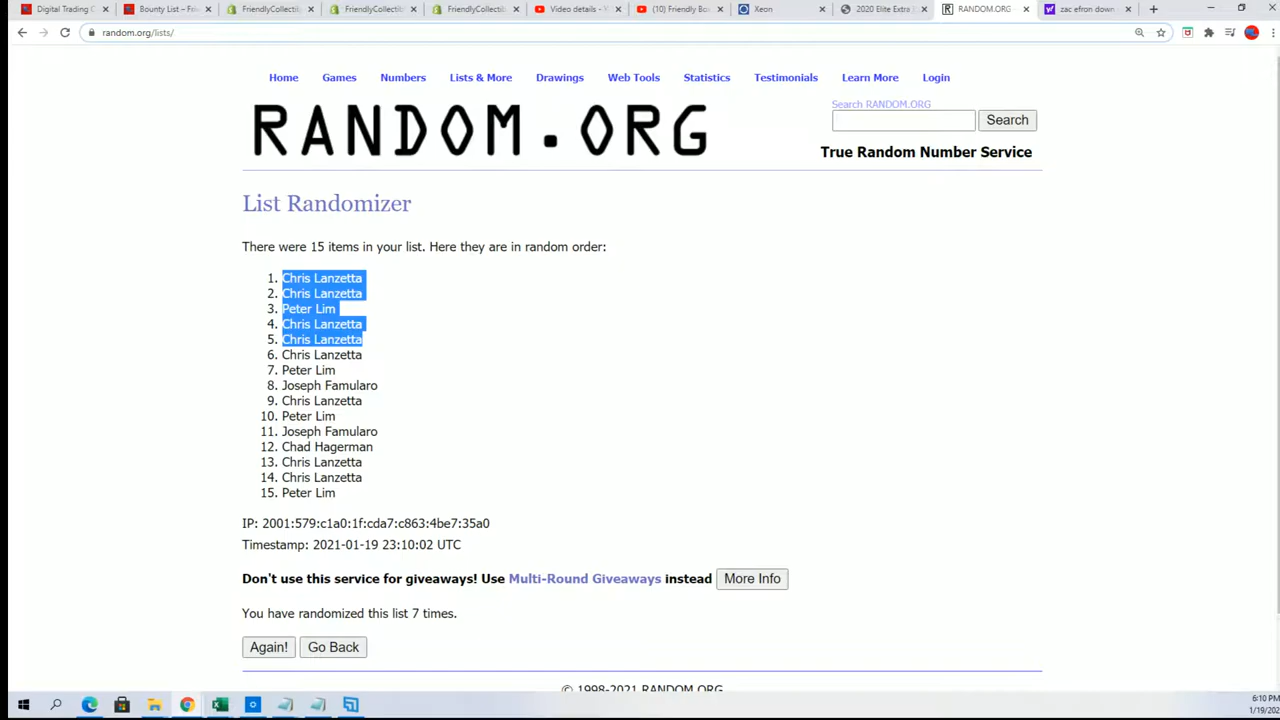 Digital Trading C
Bounty List – Fri
FriendlyCollectib
FriendlyCollectib
FriendlyCollectib
Video details - Y
(10) Friendly Bo
Xeon
2020 Elite Extra
RANDOM.ORG
zac efron down
random.org/lists/
Home Games Numbers Lists & More Drawings Web Tools Statistics Testimonials Learn More Login
RANDOM.ORG
Search RANDOM.ORG
Search
True Random Number Service
List Randomizer
There were 15 items in your list. Here they are in random order:
1. Chris Lanzetta
2. Chris Lanzetta
3. Peter Lim
4. Chris Lanzetta
5. Chris Lanzetta
6. Chris Lanzetta
7. Peter Lim
8. Joseph Famularo
9. Chris Lanzetta
10. Peter Lim
11. Joseph Famularo
12. Chad Hagerman
13. Chris Lanzetta
14. Chris Lanzetta
15. Peter Lim
IP: 2001:579:c1a0:1f:cda7:c863:4be7:35a0
Timestamp: 2021-01-19 23:10:02 UTC
Don't use this service for giveaways! Use Multi-Round Giveaways instead More Info
You have randomized this list 7 times.
Again! Go Back
© 1998-2021 RANDOM.ORG
6:10 PM
1/19/202